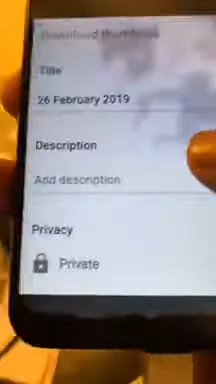 Download thumbnail
Title
26 February 2019
Description
Add description
Privacy
Private